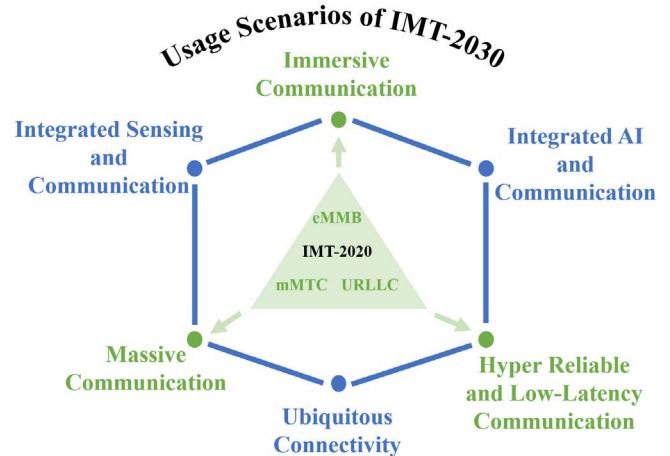 Usage Scenarios of IMT-2030
Immersive
Communication
Integrated Sensing
and
Communication
Integrated AI
and
Communication
eMMB
IMT-2020
mMTC URLLC
Massive
Communication
Hyper Reliable
and Low-Latency
Communication
Ubiquitous
Connectivity